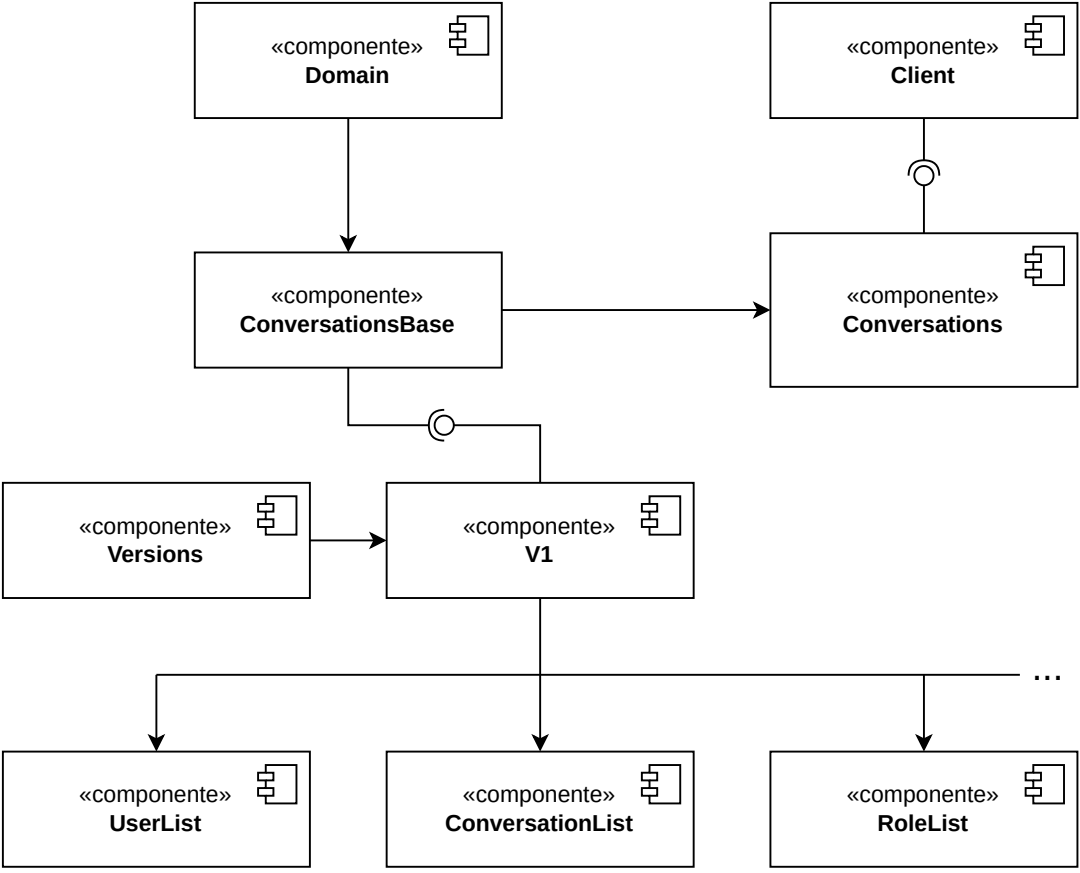 «componente»
Domain
«componente»
Client
«componente»
ConversationsBase
«componente»
Conversations
«componente»
Versions
«componente»
V1
...
«componente»
UserList
«componente»
ConversationList
«componente»
RoleList